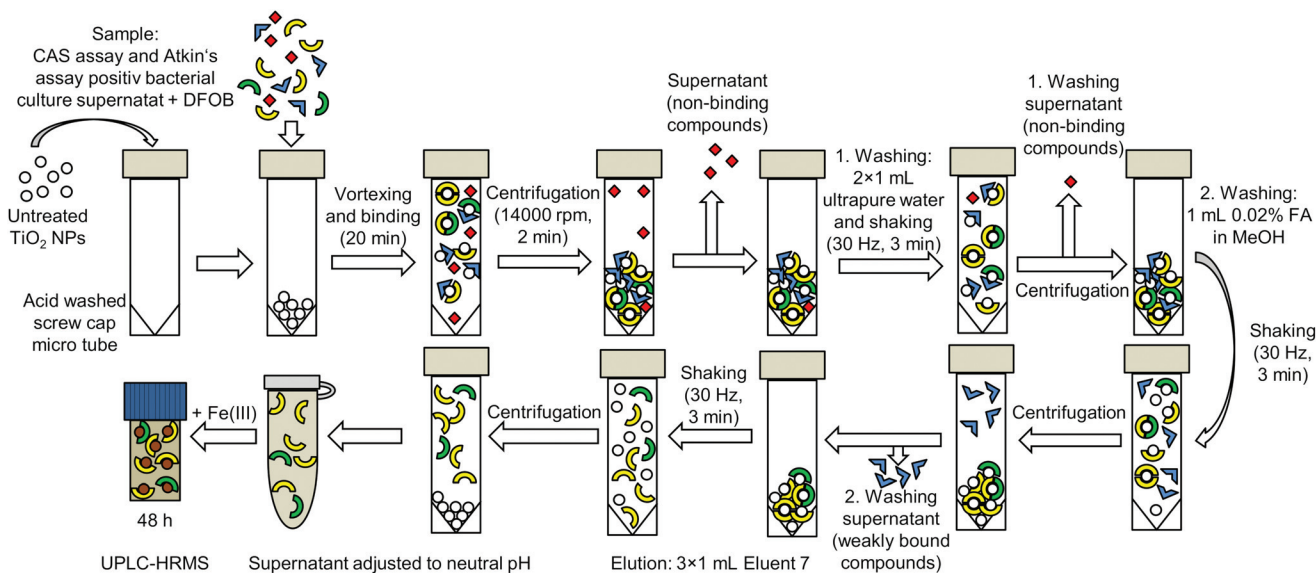 Sample:
CAS assay and Atkin‘s
assay positiv bacterial
culture supernatat + DFOB
Untreated
TiO₂ NPs
Acid washed
screw cap
micro tube
Vortexing
and binding
(20 min)
Centrifugation
(14000 rpm,
2 min)
Supernatant
(non-binding
compounds)
1. Washing:
2×1 mL
ultrapure water
and shaking
(30 Hz, 3 min)
1. Washing
supernatant
(non-binding
compounds)
Centrifugation
2. Washing:
1 mL 0.02% FA
in MeOH
Shaking
(30 Hz,
3 min)
Centrifugation
2. Washing
supernatant
(weakly bound
compounds)
Shaking
(30 Hz,
3 min)
Elution: 3×1 mL Eluent 7
Centrifugation
Supernatant adjusted to neutral pH
+ Fe(III)
48 h
UPLC-HRMS